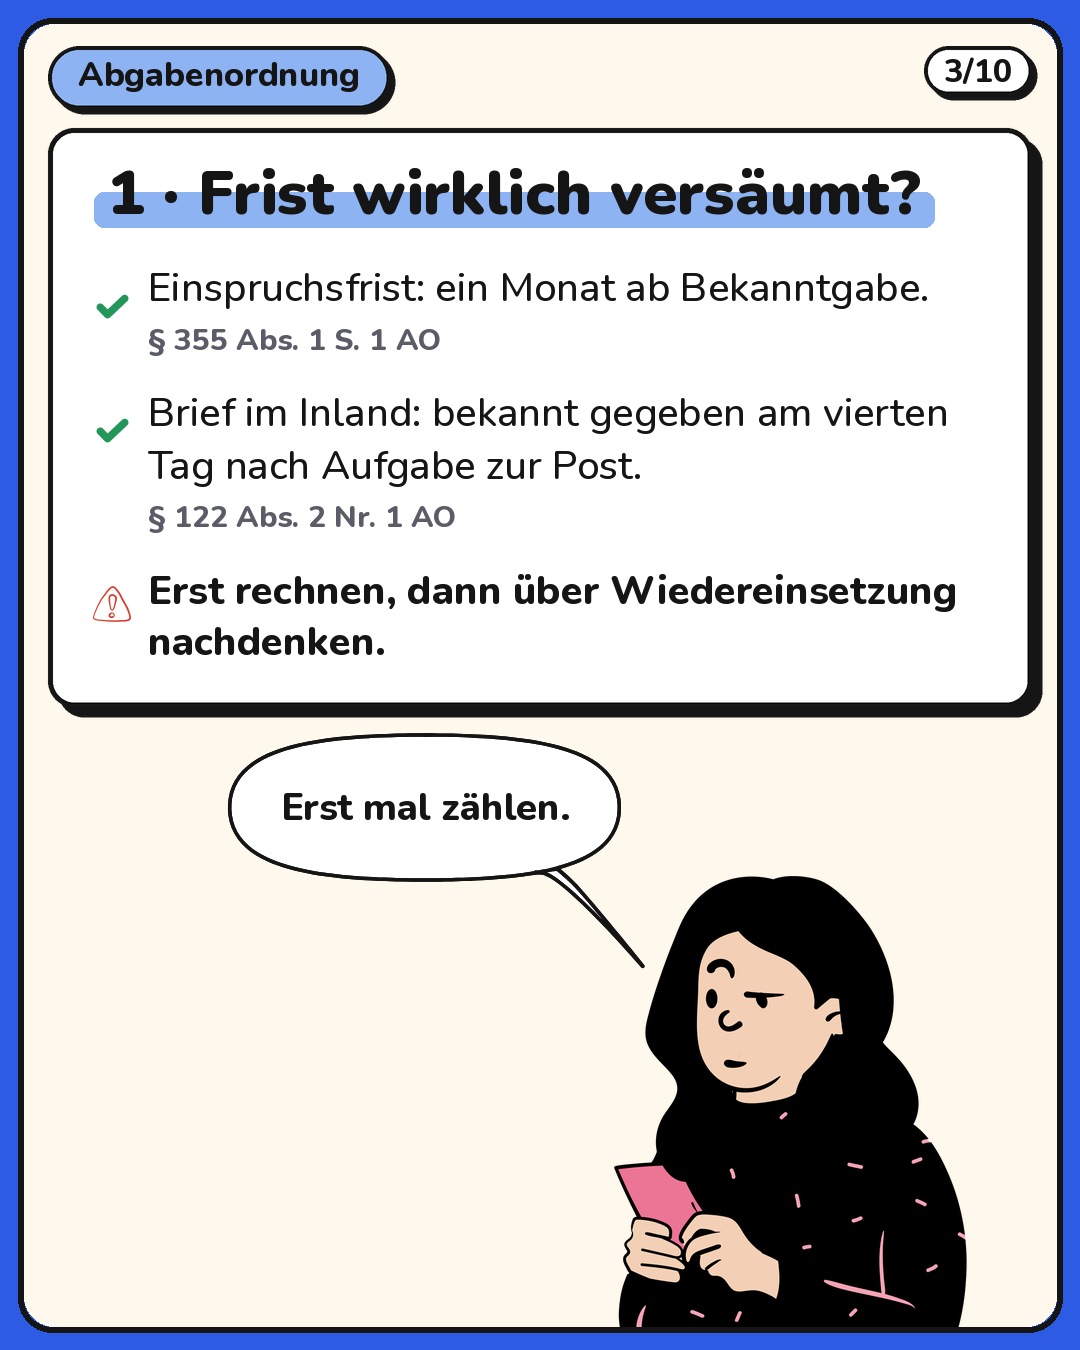 Abgabenordnung
3/10
1 · Frist wirklich versäumt?
Einspruchsfrist: ein Monat ab Bekanntgabe.
§ 355 Abs. 1 S. 1 AO
Brief im Inland: bekannt gegeben am vierten
Tag nach Aufgabe zur Post.
§ 122 Abs. 2 Nr. 1 AO
Erst rechnen, dann über Wiedereinsetzung
nachdenken.
Erst mal zählen.